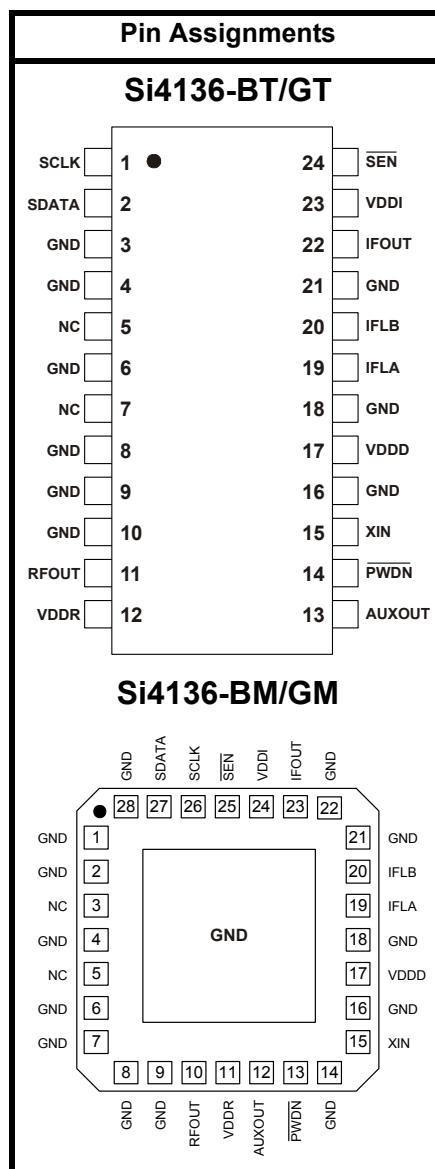 Pin Assignments
Si4136-BT/GT
SCLK 1 24 SEN
SDATA 2 23 VDDI
GND 3 22 IFOUT
GND 4 21 GND
NC 5 20 IFLB
GND 6 19 IFLA
NC 7 18 GND
GND 8 17 VDDD
GND 9 16 GND
GND 10 15 XIN
RFOUT 11 14 PWDN
VDDR 12 13 AUXOUT
Si4136-BM/GM
GND SDATA SCLK SEN VDDI IFOUT GND
28 27 26 25 24 23 22
GND 1 21 GND
GND 2 20 IFLB
NC 3 19 IFLA
GND 4 GND 18 GND
NC 5 17 VDDD
GND 6 16 GND
GND 7 15 XIN
8 9 10 11 12 13 14
GND GND RFOUT VDDR AUXOUT PWDN GND